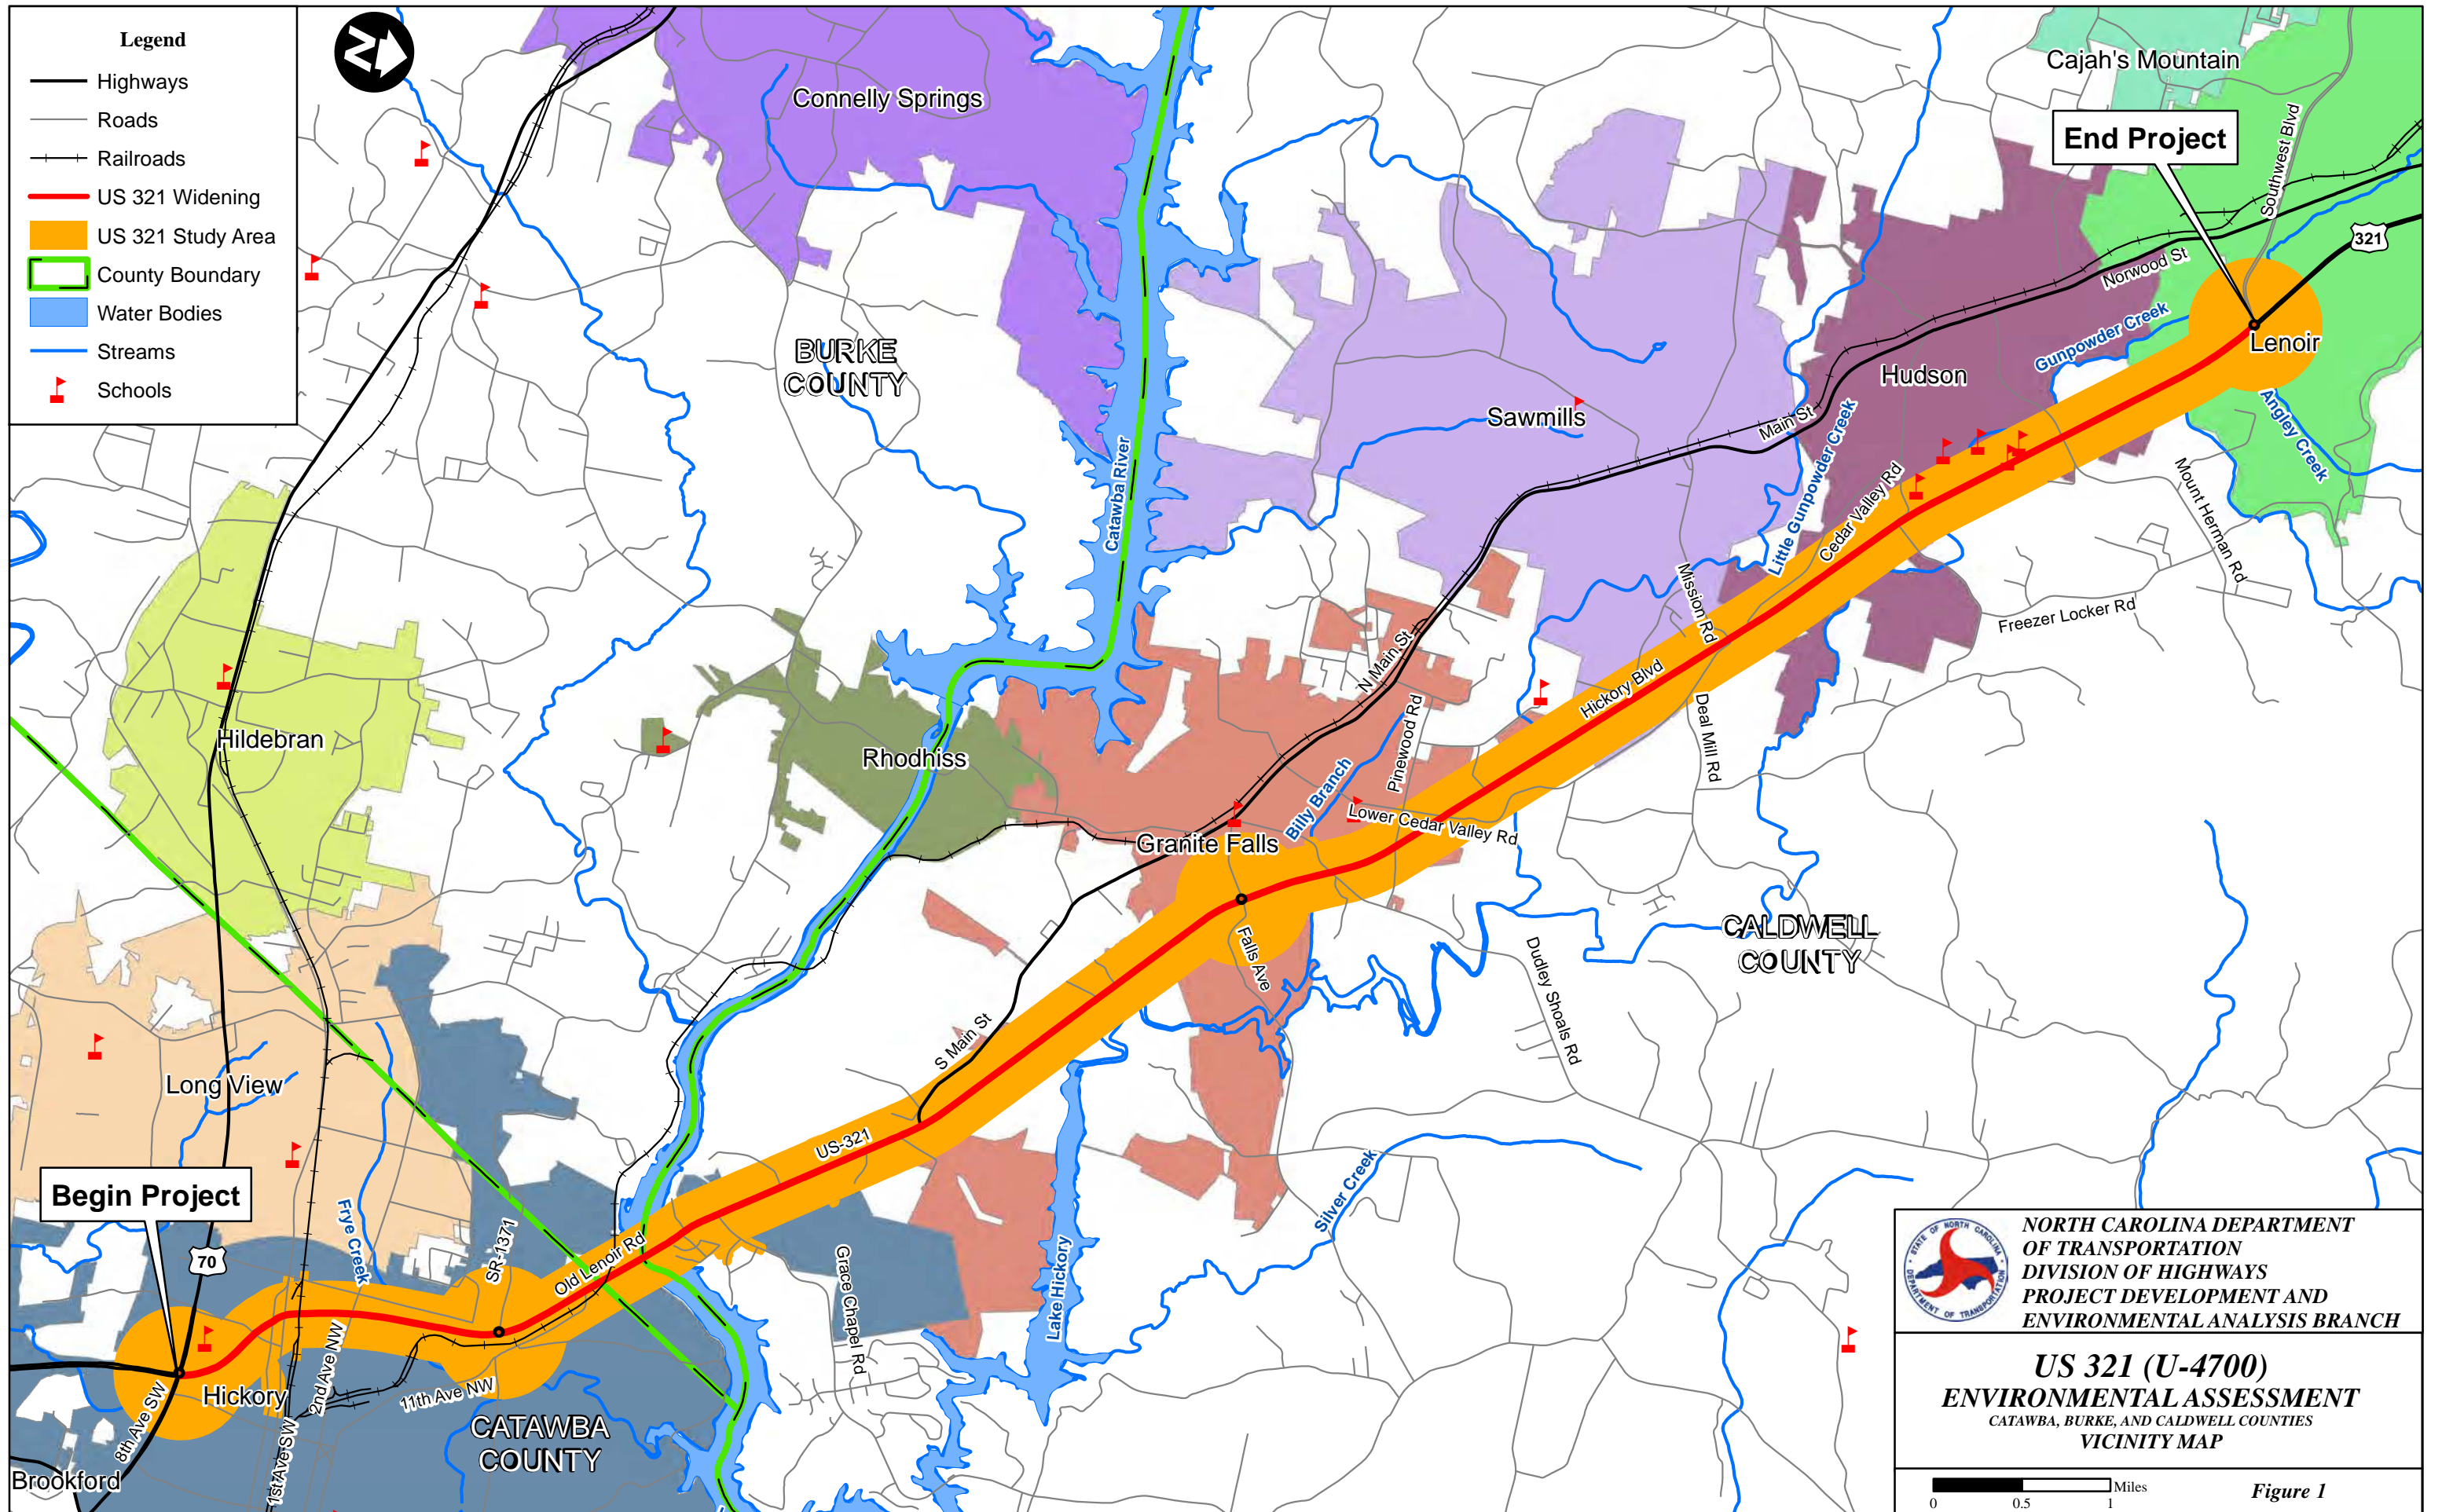 Legend
Highways
Roads
Railroads
US 321 Widening
US 321 Study Area
County Boundary
Water Bodies
Streams
Schools
N
Connelly Springs
Cajah's Mountain
End Project
Southwest Blvd
321
Norwood St
Gunpowder Creek
Lenoir
BURKE
COUNTY
Hudson
Sawmills
Main St
Angley Creek
Catawba River
Little Gunpowder Creek
Cedar Valley Rd
Mount Herman Rd
Mission Rd
Freezer Locker Rd
N Main St
Hickory Blvd
Hildebran
Rhodhiss
Pinewood Rd
Deal Mill Rd
Billy Branch
Lower Cedar Valley Rd
Granite Falls
CALDWELL
COUNTY
Falls Ave
Dudley Shoals Rd
S Main St
Long View
US-321
Begin Project
Silver Creek
Frye Creek
SR-1371
Old Lenoir Rd
70
Grace Chapel Rd
Lake Hickory
2nd Ave NW
Hickory
11th Ave NW
8th Ave SW
1st Ave SW
CATAWBA
COUNTY
Brookford
STATE OF NORTH CAROLINA
DEPARTMENT OF TRANSPORTATION
NORTH CAROLINA DEPARTMENT
OF TRANSPORTATION
DIVISION OF HIGHWAYS
PROJECT DEVELOPMENT AND
ENVIRONMENTAL ANALYSIS BRANCH
US 321 (U-4700)
ENVIRONMENTAL ASSESSMENT
CATAWBA, BURKE, AND CALDWELL COUNTIES
VICINITY MAP
Miles
0 0.5 1
Figure 1